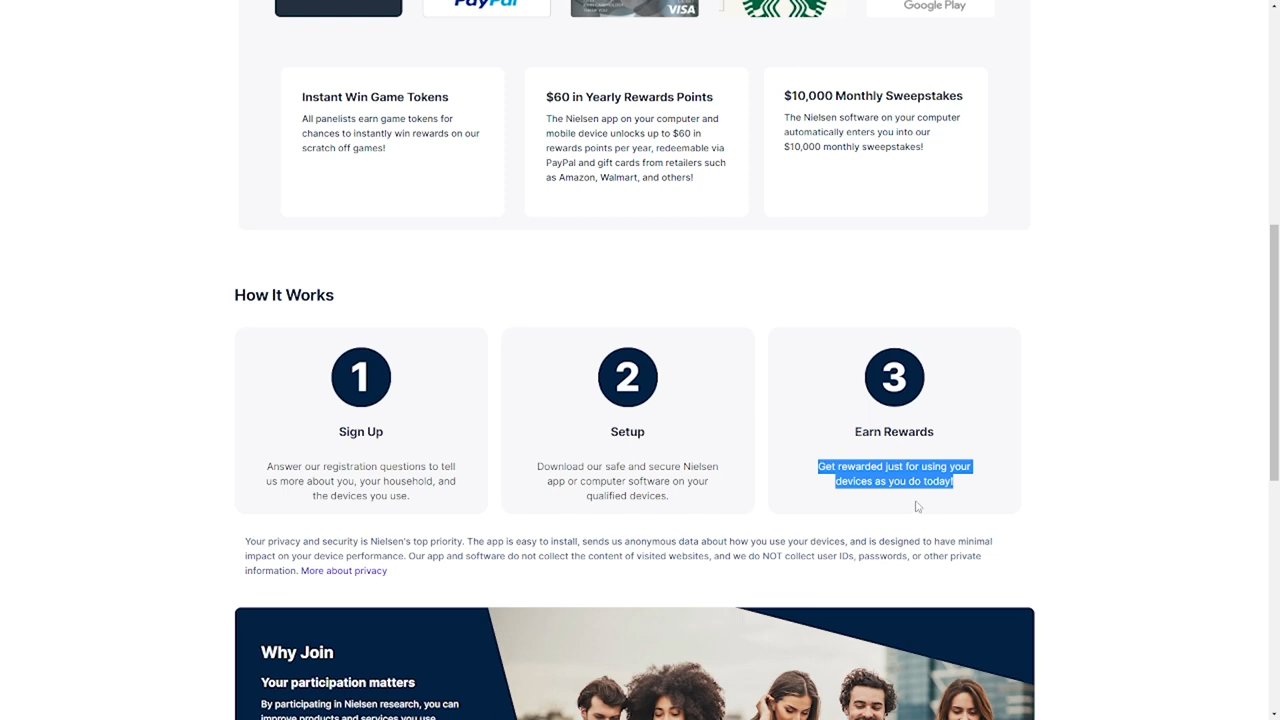 PayPal
VISA
Google Play
Instant Win Game Tokens
All panelists earn game tokens for
chances to instantly win rewards on our
scratch off games!
$60 in Yearly Rewards Points
The Nielsen app on your computer and
mobile device unlocks up to $60 in
rewards points per year, redeemable via
PayPal and gift cards from retailers such
as Amazon, Walmart, and others!
$10,000 Monthly Sweepstakes
The Nielsen software on your computer
automatically enters you into our
$10,000 monthly sweepstakes!
How It Works
1
Sign Up
Answer our registration questions to tell
us more about you, your household, and
the devices you use.
2
Setup
Download our safe and secure Nielsen
app or computer software on your
qualified devices.
3
Earn Rewards
Get rewarded just for using your
devices as you do today!
Your privacy and security is Nielsen's top priority. The app is easy to install, sends us anonymous data about how you use your devices, and is designed to have minimal
impact on your device performance. Our app and software do not collect the content of visited websites, and we do NOT collect user IDs, passwords, or other private
information. More about privacy
Why Join
Your participation matters
By participating in Nielsen research, you can
improve products and services you use